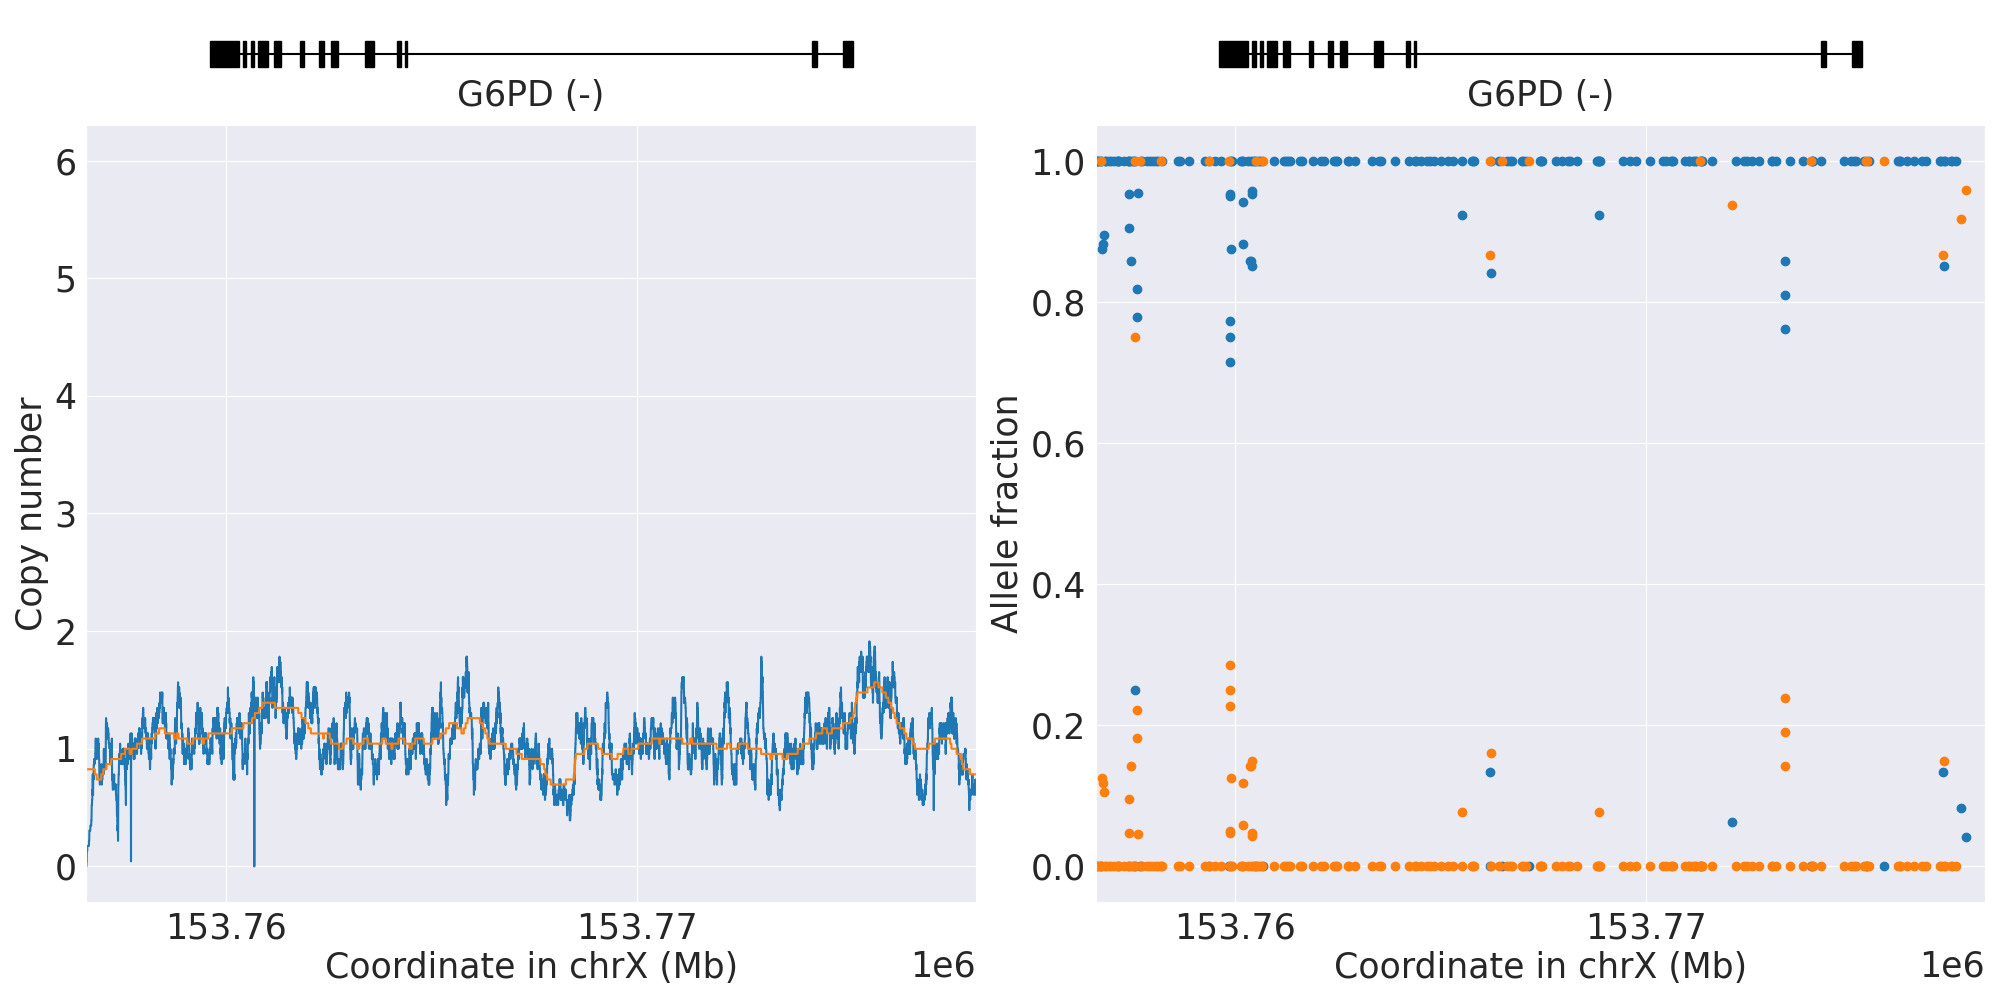 G6PD (-)
G6PD (-)
6
5
4
3
2
1
0
Copy number
153.76
153.77
Coordinate in chrX (Mb)
1e6
1.0
0.8
0.6
0.4
0.2
0.0
Allele fraction
153.76
153.77
Coordinate in chrX (Mb)
1e6